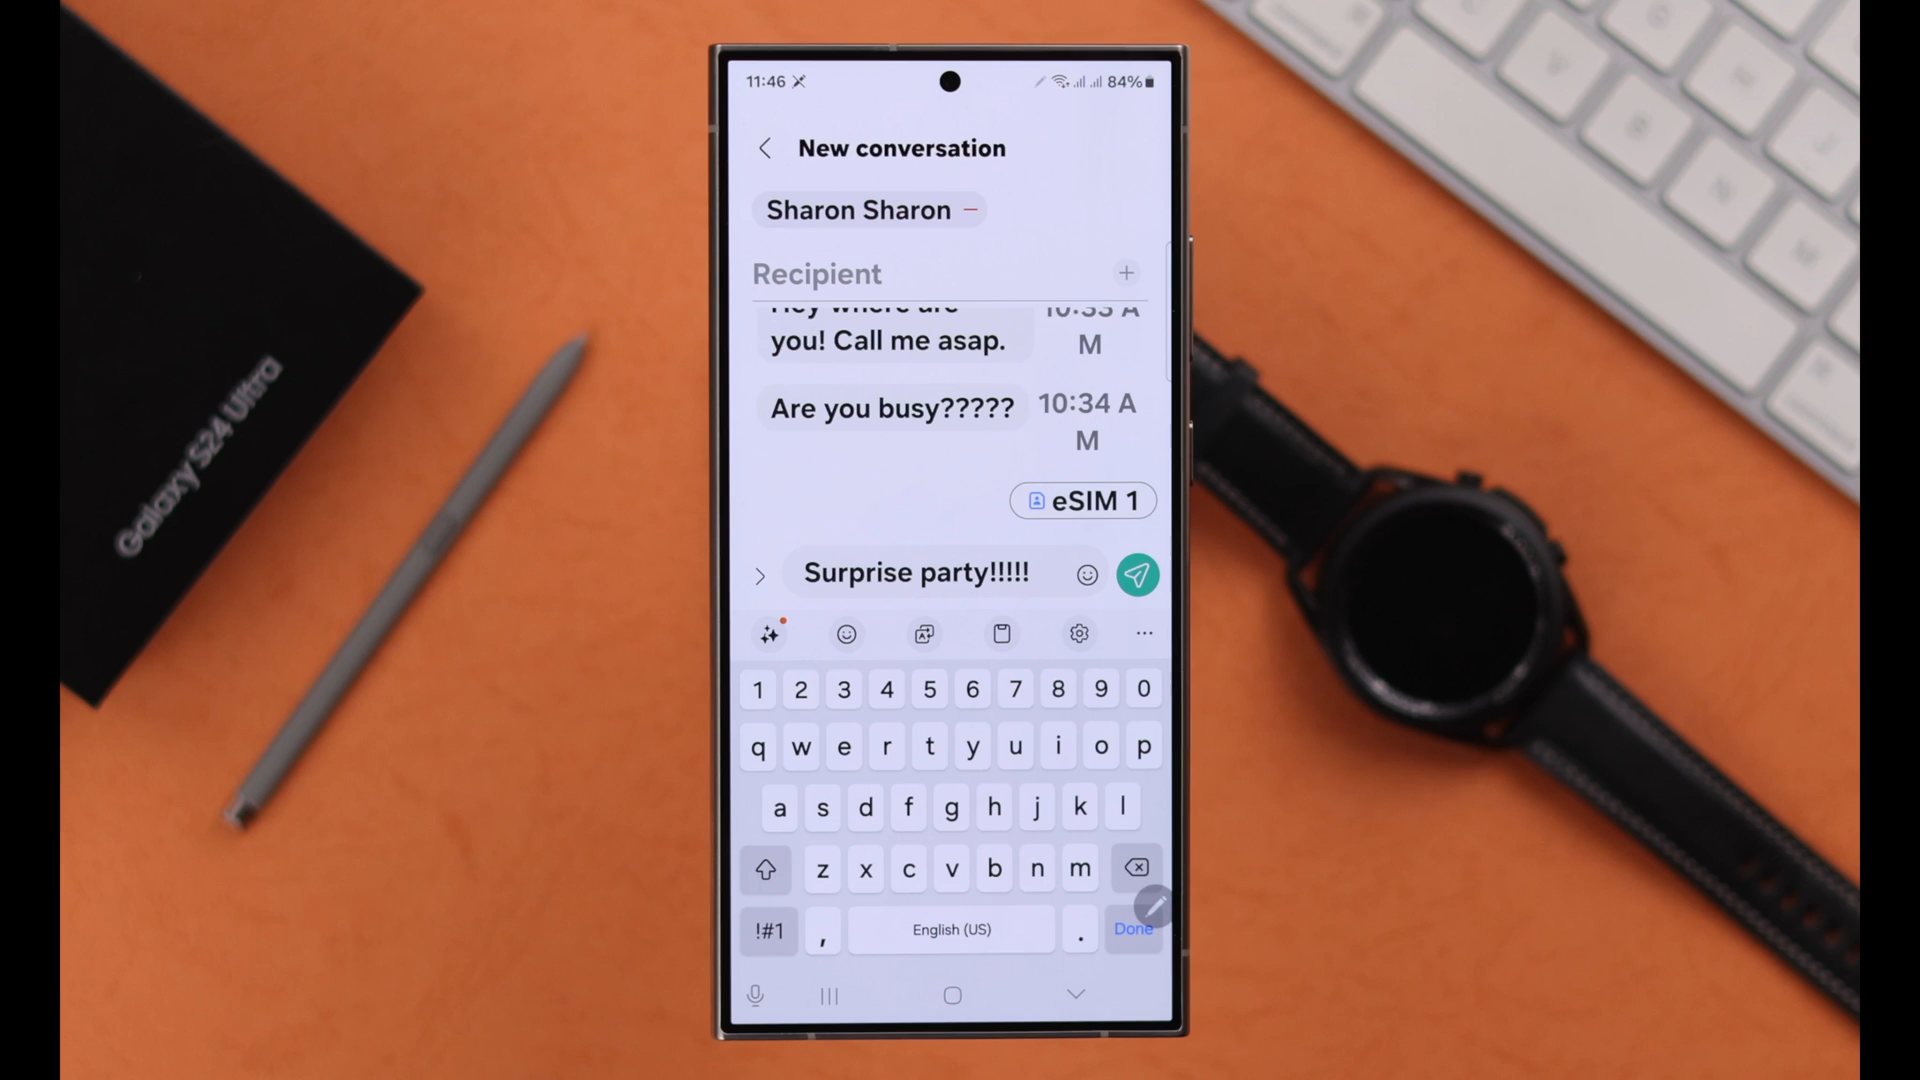 Galaxy S24 Ultra
11:46
84%
New conversation
Sharon Sharon
Recipient
Hey where are
you! Call me asap.
10:33 A
M
Are you busy?????
10:34 A
M
eSIM 1
Surprise party!!!!!
1 2 3 4 5 6 7 8 9 0
q w e r t y u i o p
a s d f g h j k l
z x c v b n m
!#1 , English (US) . Done